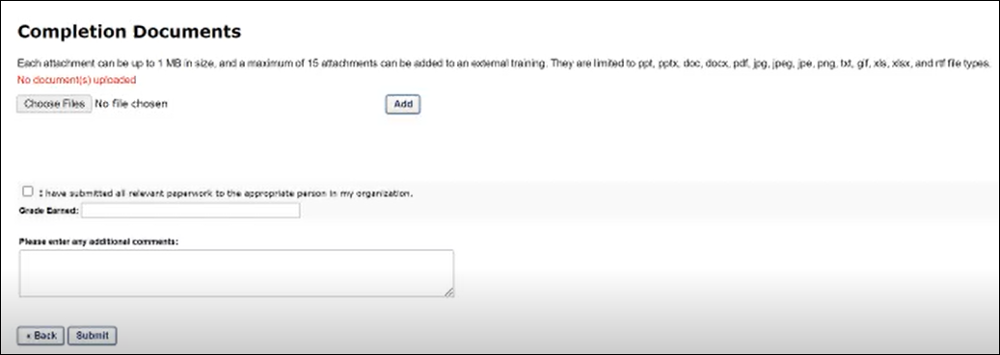 Completion Documents
Each attachment can be up to 1 MB in size, and a maximum of 15 attachments can be added to an external training. They are limited to ppt, pptx, doc, docx, pdf, jpg, jpeg, jpe, png, txt, gif, xls, xlsx, and rtf file types.
No document(s) uploaded
Choose Files No file chosen Add
I have submitted all relevant paperwork to the appropriate person in my organization.
Grade Earned:
Please enter any additional comments:
« Back Submit